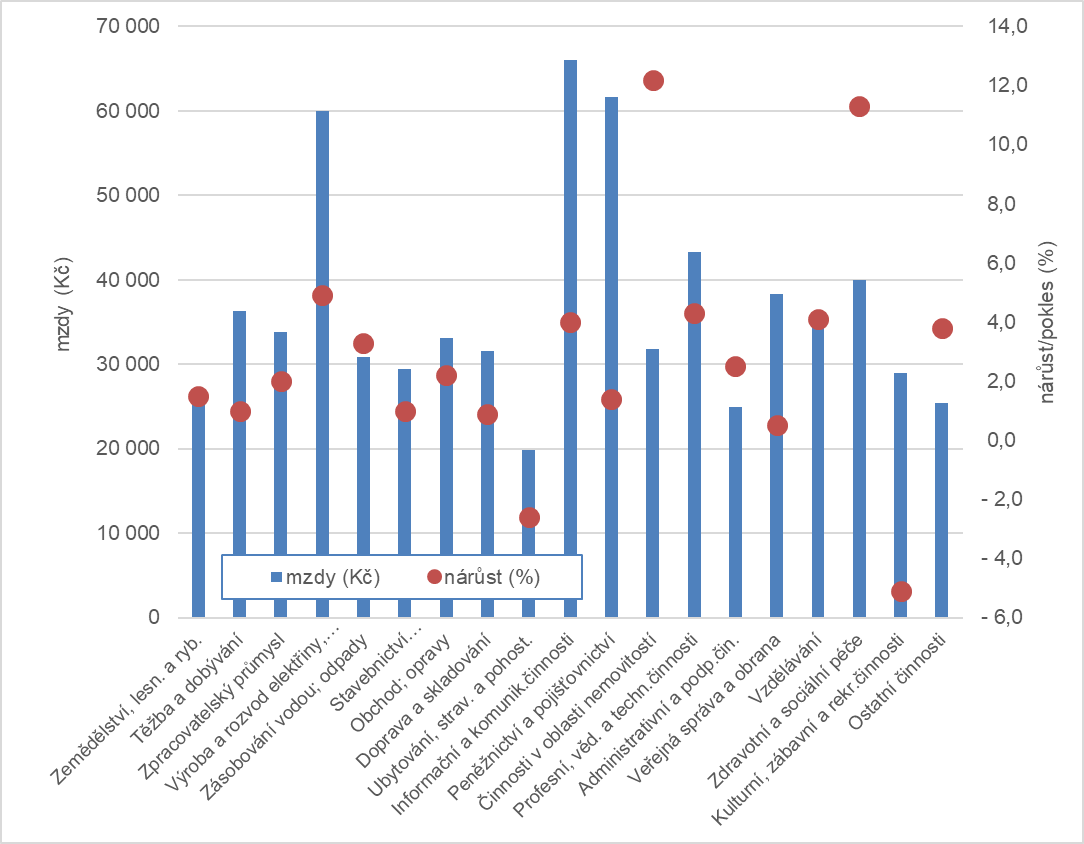 70 000
60 000
50 000
40 000
30 000
20 000
10 000
0
mzdy (Kč)
14,0
12,0
10,0
8,0
6,0
4,0
2,0
0,0
- 2,0
- 4,0
- 6,0
nárůst/pokles (%)
mzdy (Kč)
nárůst (%)
Zemědělství, lesn. a ryb.
Těžba a dobývání
Zpracovatelský průmysl
Výroba a rozvod elektřiny,…
Zásobování vodou; odpady
Stavebnictví…
Obchod; opravy
Doprava a skladování
Ubytování, strav. a pohost.
Informační a komunik.činnosti
Peněžnictví a pojišťovnictví
Činnosti v oblasti nemovitostí
Profesní, věd. a techn.činnosti
Administrativní a podp.čin.
Veřejná správa a obrana
Vzdělávání
Zdravotní a sociální péče
Kulturní, zábavní a rekr.činnosti
Ostatní činnosti